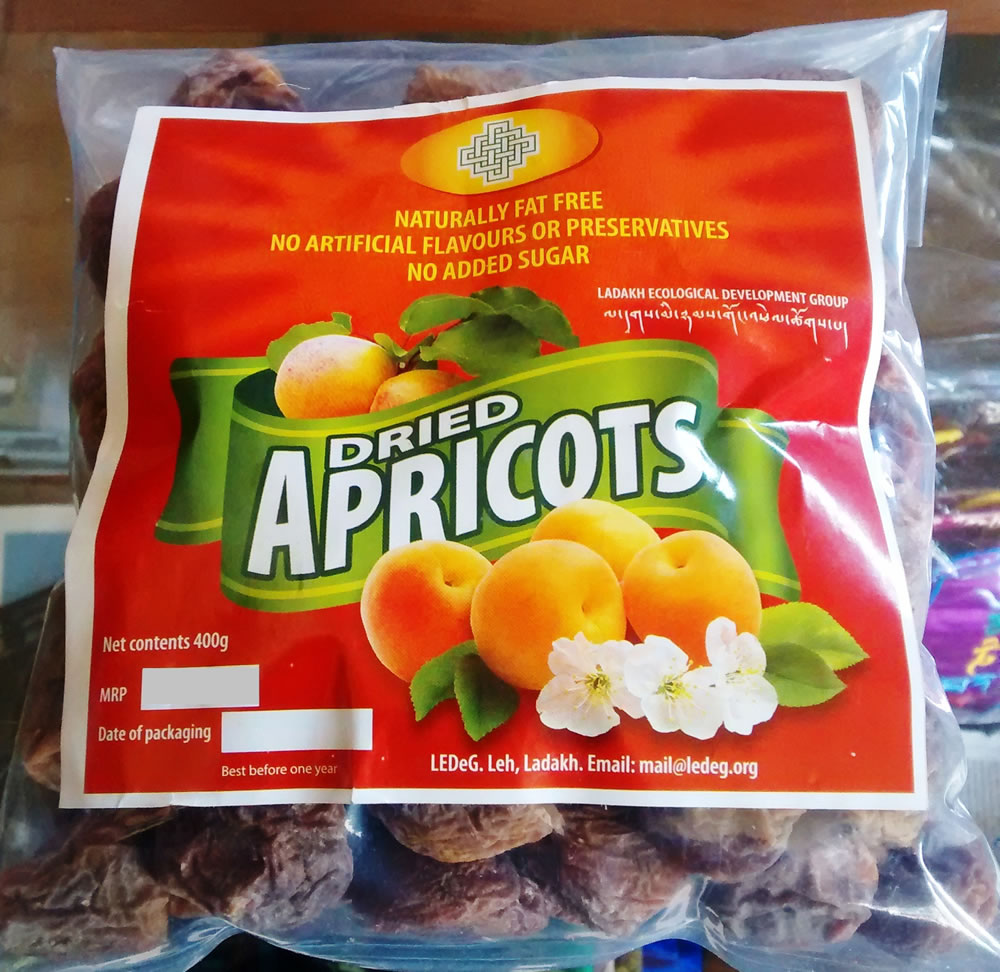 NATURALLY FAT FREE
NO ARTIFICIAL FLAVOURS OR PRESERVATIVES
NO ADDED SUGAR
LADAKH ECOLOGICAL DEVELOPMENT GROUP
DRIED
APRICOTS
Net contents 400g
MRP
Date of packaging
Best before one year
LEDeG. Leh, Ladakh. Email: mail@ledeg.org